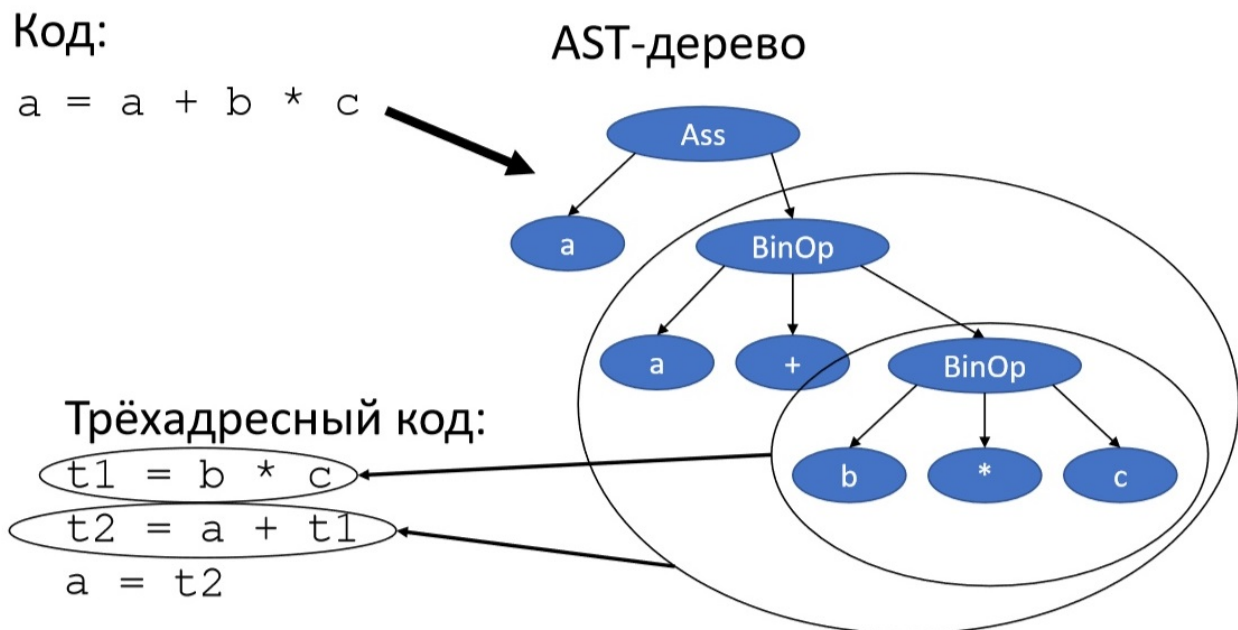 Код:
a = a + b * c
AST-дерево
Ass
a
BinOp
a
+
BinOp
b
*
c
Трёхадресный код:
t1 = b * c
t2 = a + t1
a = t2